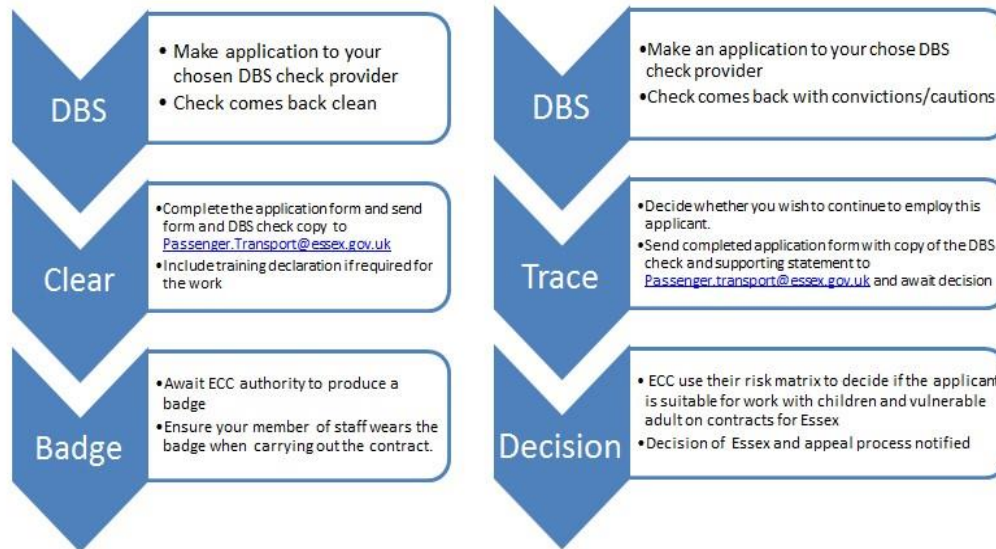 DBS
• Make application to your
chosen DBS check provider
• Check comes back clean
Clear
•Complete the application form and send
form and DBS check copy to
Passenger.Transport@essex.gov.uk
•Include training declaration if required for
the work
Badge
•Await ECC authority to produce a
badge
•Ensure your member of staff wears the
badge when carrying out the contract.
DBS
•Make an application to your chose DBS
check provider
•Check comes back with convictions/cautions
Trace
•Decide whether you wish to continue to employ this
applicant.
•Send completed application form with copy of the DBS
check and supporting statement to
Passenger.transport@essex.gov.uk and await decision
Decision
• ECC use their risk matrix to decide if the applicant
is suitable for work with children and vulnerable
adult on contracts for Essex
•Decision of Essex and appeal process notified